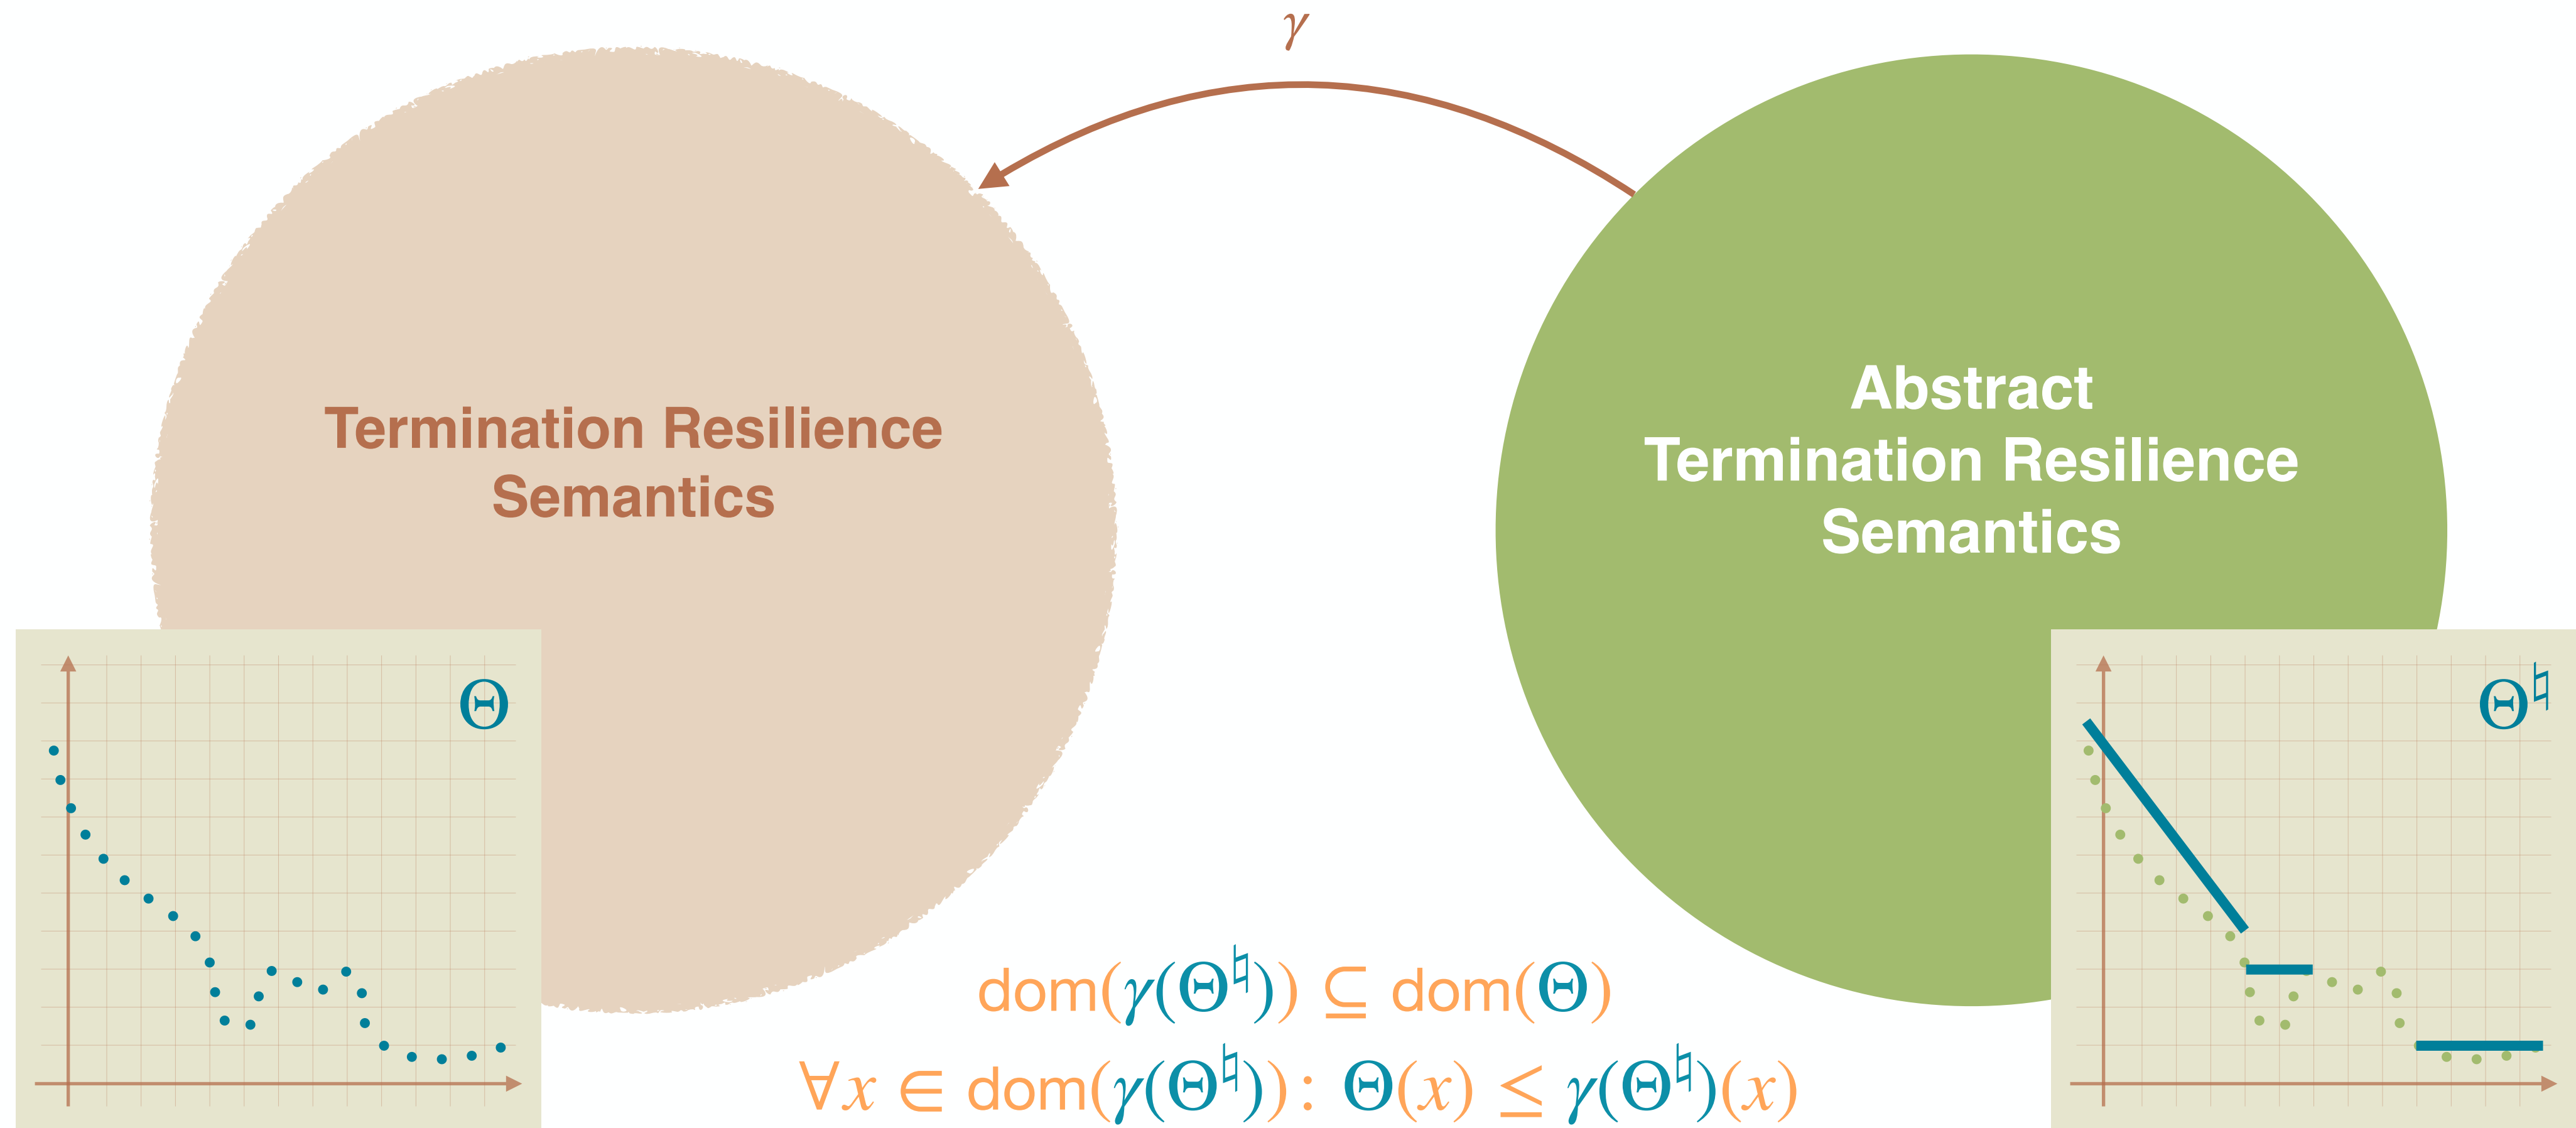 γ
Termination Resilience
Semantics
Abstract
Termination Resilience
Semantics
Θ
Θ♮
dom(γ(Θ♮)) ⊆ dom(Θ)
∀x ∈ dom(γ(Θ♮)): Θ(x) ≤ γ(Θ♮)(x)